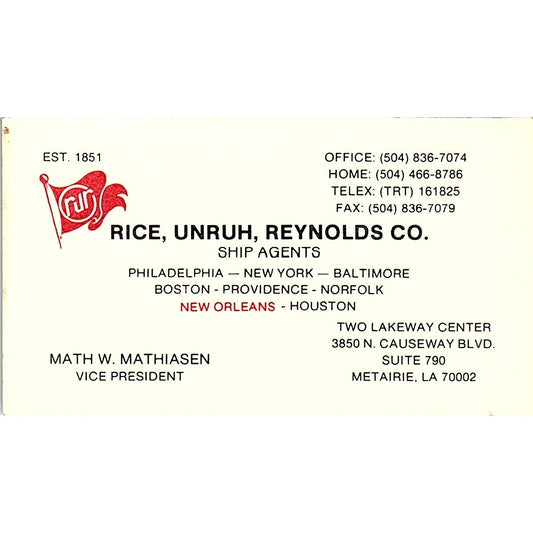 EST. 1851
OFFICE: (504) 836-7074
HOME: (504) 466-8786
TELEX: (TRT) 161825
FAX: (504) 836-7079
rur
RICE, UNRUH, REYNOLDS CO.
SHIP AGENTS
PHILADELPHIA — NEW YORK — BALTIMORE
BOSTON - PROVIDENCE - NORFOLK
NEW ORLEANS - HOUSTON
TWO LAKEWAY CENTER
3850 N. CAUSEWAY BLVD.
SUITE 790
METAIRIE, LA 70002
MATH W. MATHIASEN
VICE PRESIDENT